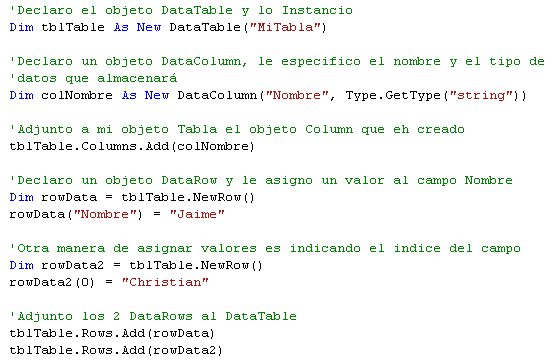 'Declaro el objeto DataTable y lo Instancio
Dim tblTable As New DataTable("MiTabla")
'Declaro un objeto DataColumn, le especifico el nombre y el tipo de
'datos que almacenará
Dim colNombre As New DataColumn("Nombre", Type.GetType("string"))
'Adjunto a mi objeto Tabla el objeto Column que eh creado
tblTable.Columns.Add(colNombre)
'Declaro un objeto DataRow y le asigno un valor al campo Nombre
Dim rowData = tblTable.NewRow()
rowData("Nombre") = "Jaime"
'Otra manera de asignar valores es indicando el indice del campo
Dim rowData2 = tblTable.NewRow()
rowData2(0) = "Christian"
'Adjunto los 2 DataRows al DataTable
tblTable.Rows.Add(rowData)
tblTable.Rows.Add(rowData2)